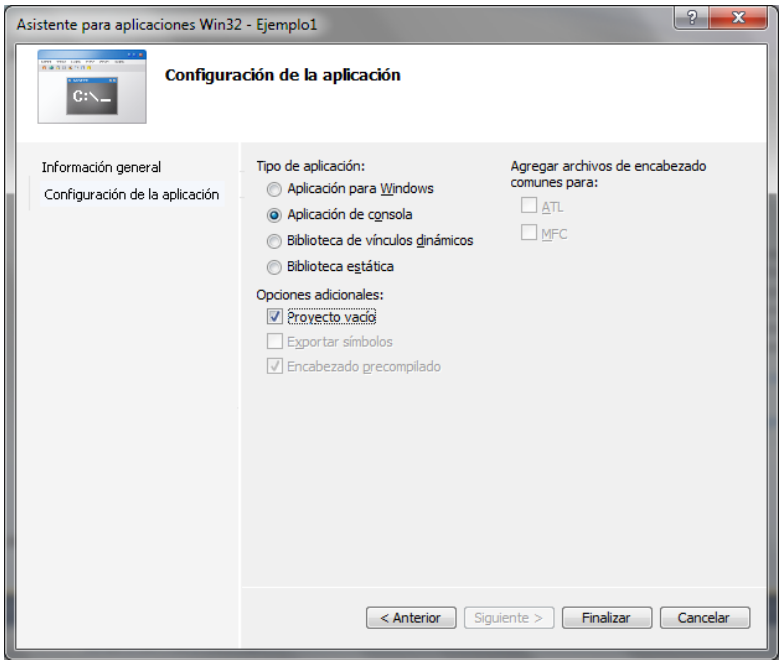 Asistente para aplicaciones Win32 - Ejemplo1
?
X
C:\_
Configuración de la aplicación
Información general
Configuración de la aplicación
Tipo de aplicación:
Aplicación para Windows
Aplicación de consola
Biblioteca de vínculos dinámicos
Biblioteca estática
Opciones adicionales:
Proyecto vacío
Exportar símbolos
Encabezado precompilado
Agregar archivos de encabezado
comunes para:
ATL
MFC
< Anterior
Siguiente >
Finalizar
Cancelar